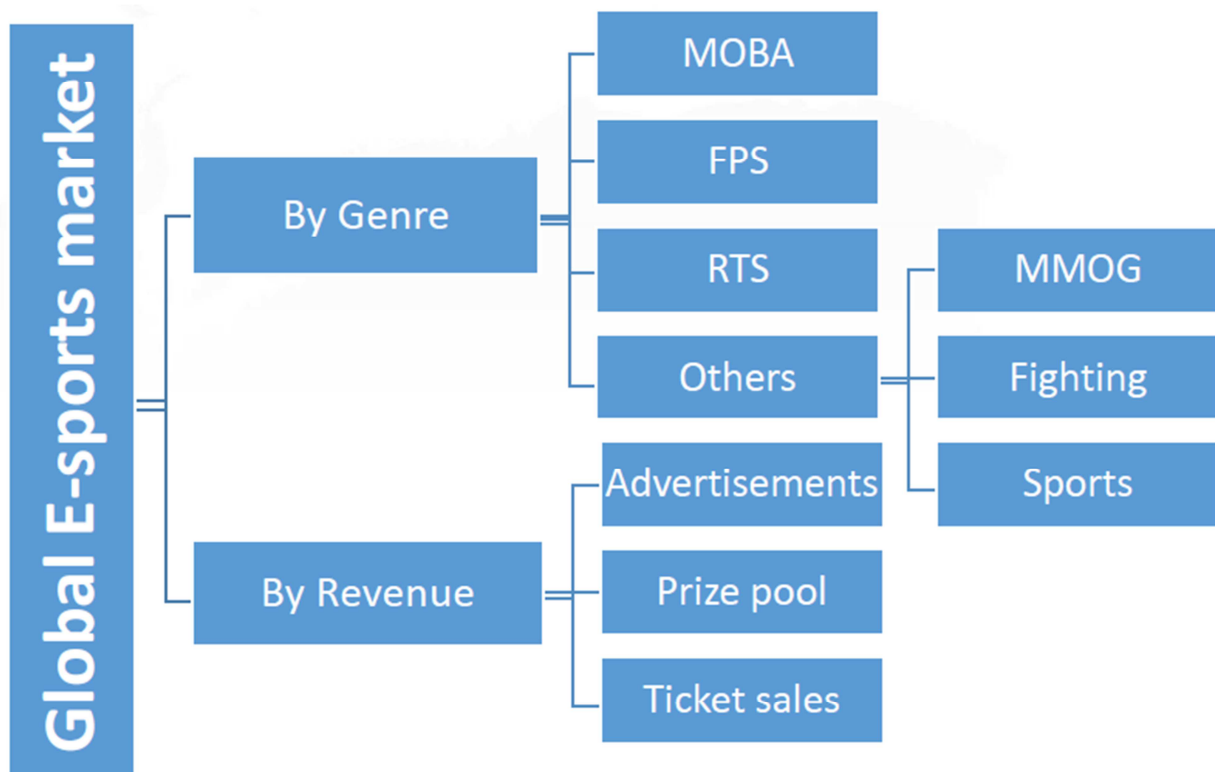 Global E-sports market
By Genre
MOBA
FPS
RTS
Others
MMOG
Fighting
Sports
By Revenue
Advertisements
Prize pool
Ticket sales